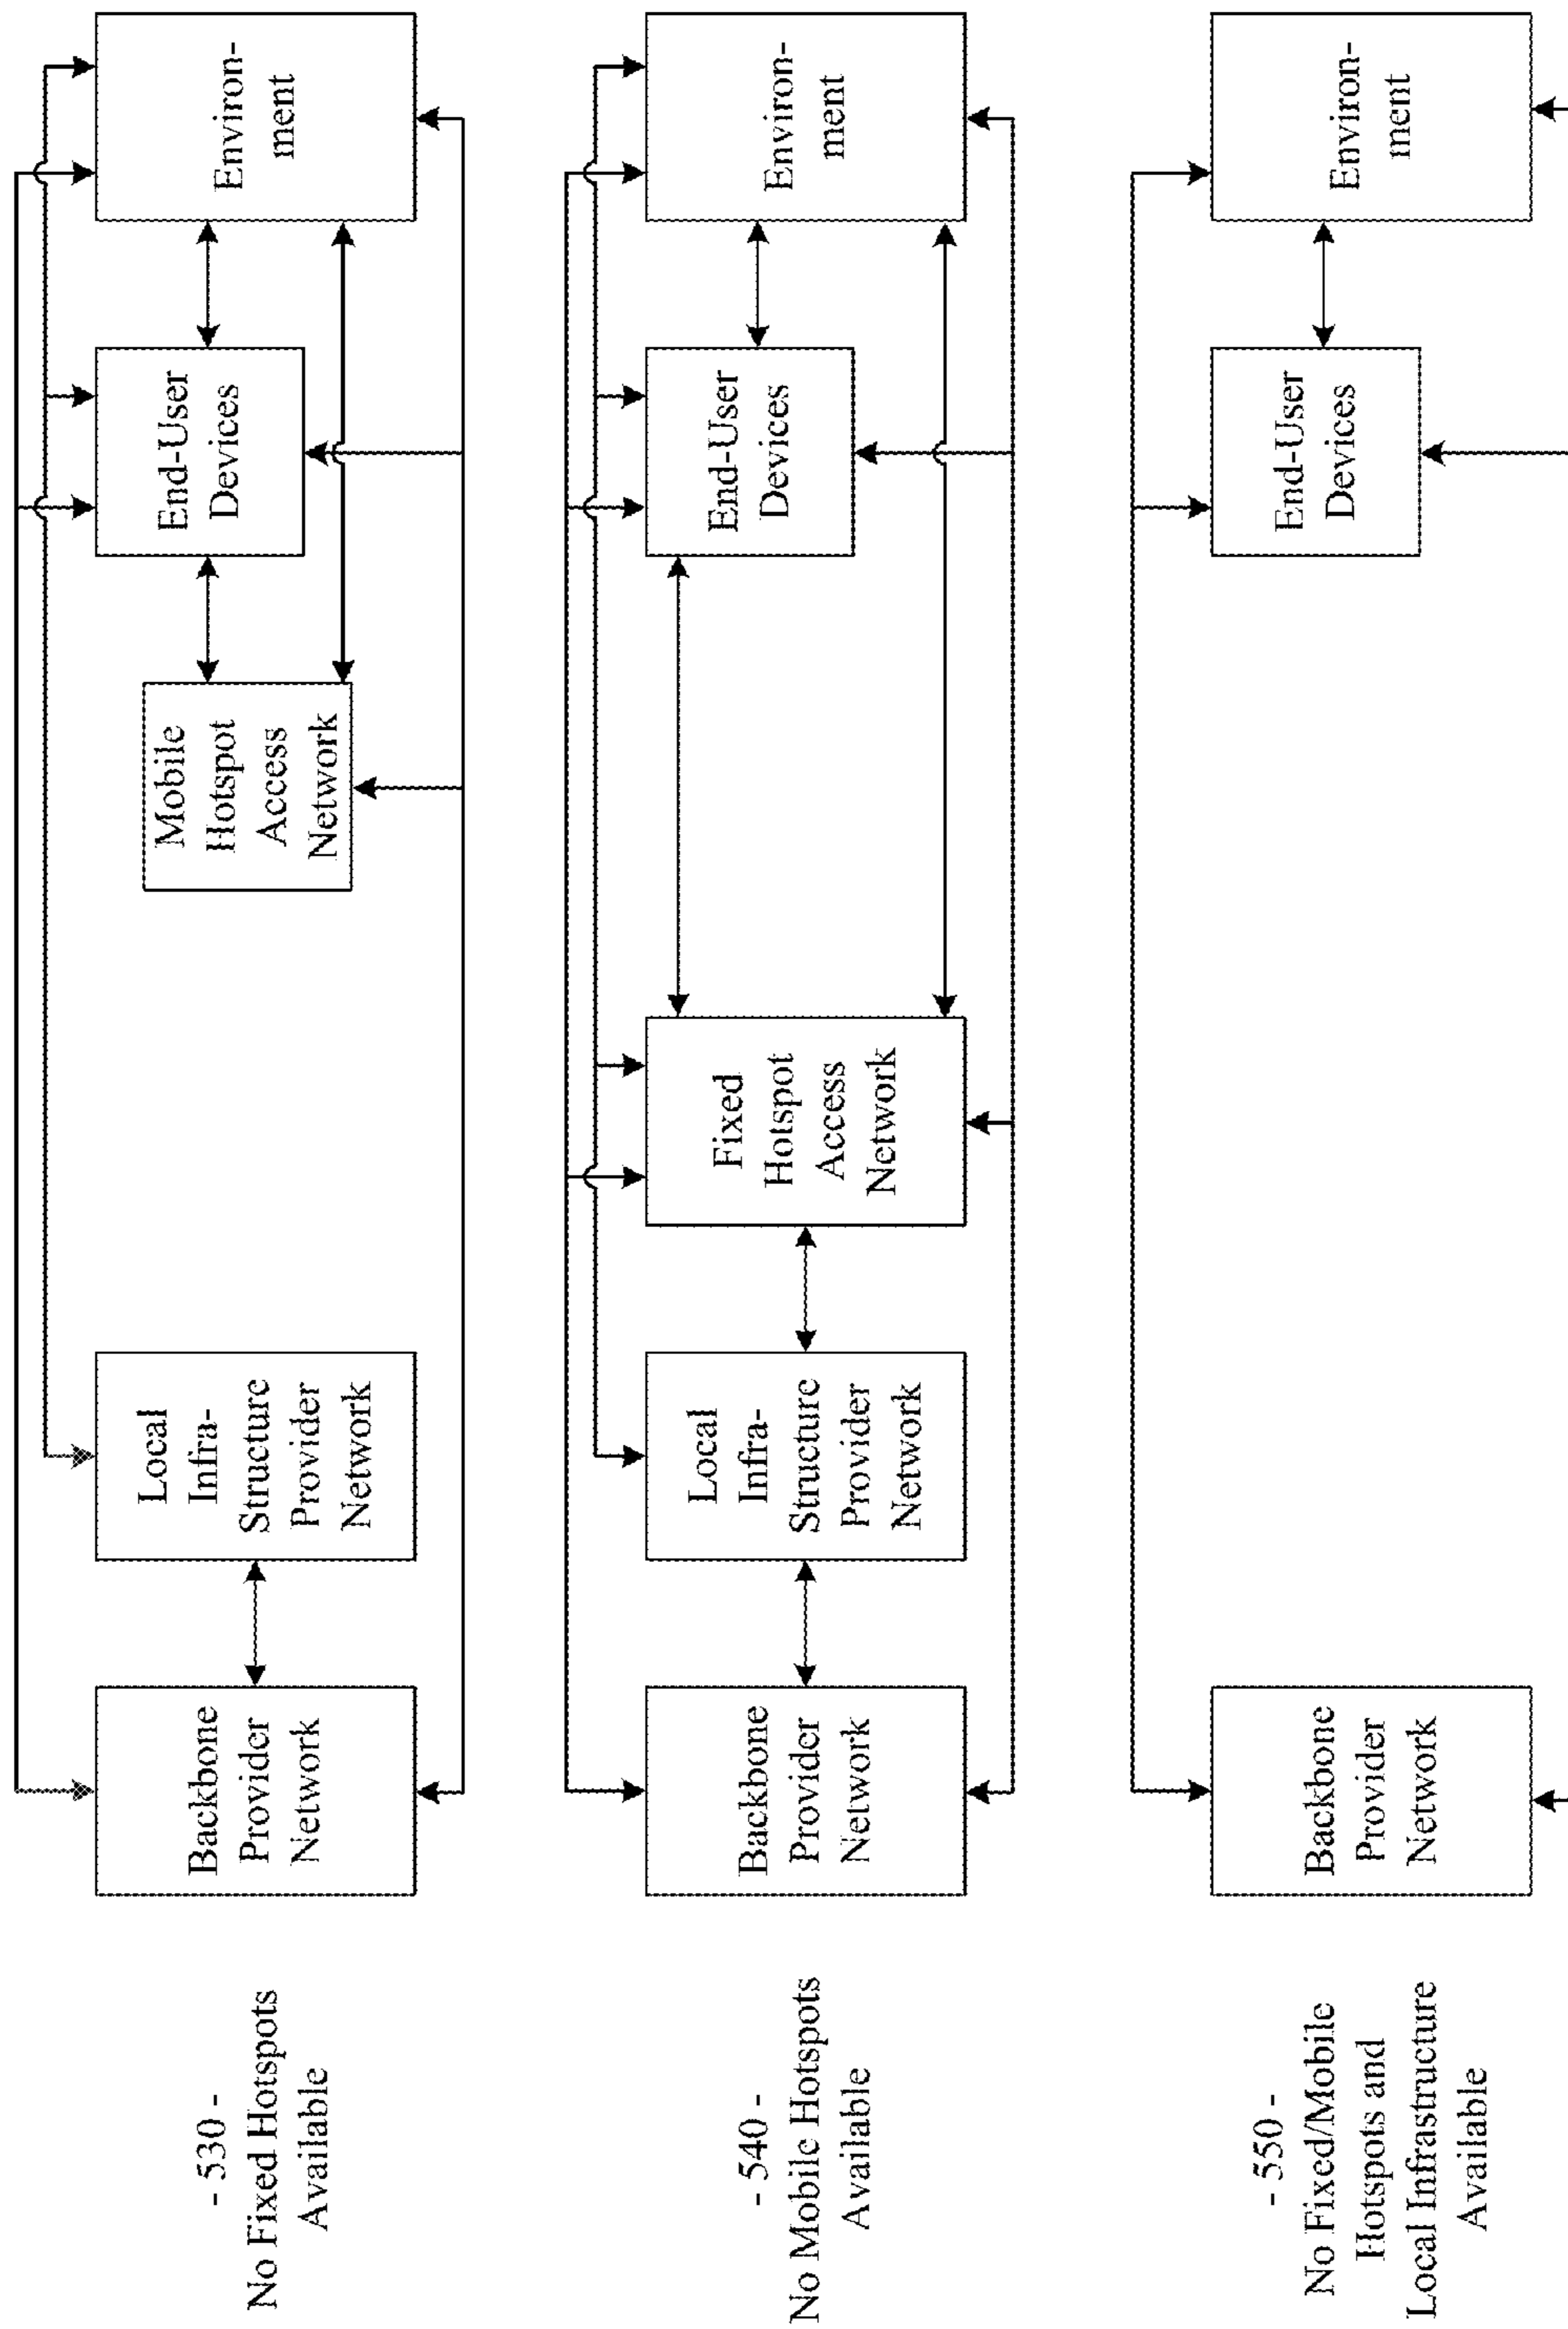 - 530 -
No Fixed Hotspots
Available
Backbone
Provider
Network
Local
Infra-
Structure
Provider
Network
Mobile
Hotspot
Access
Network
End-User
Devices
Environ-
ment
- 540 -
No Mobile Hotspots
Available
Backbone
Provider
Network
Local
Infra-
Structure
Provider
Network
Fixed
Hotspot
Access
Network
End-User
Devices
Environ-
ment
- 550 -
No Fixed/Mobile
Hotspots and
Local Infrastructure
Available
Backbone
Provider
Network
End-User
Devices
Environ-
ment